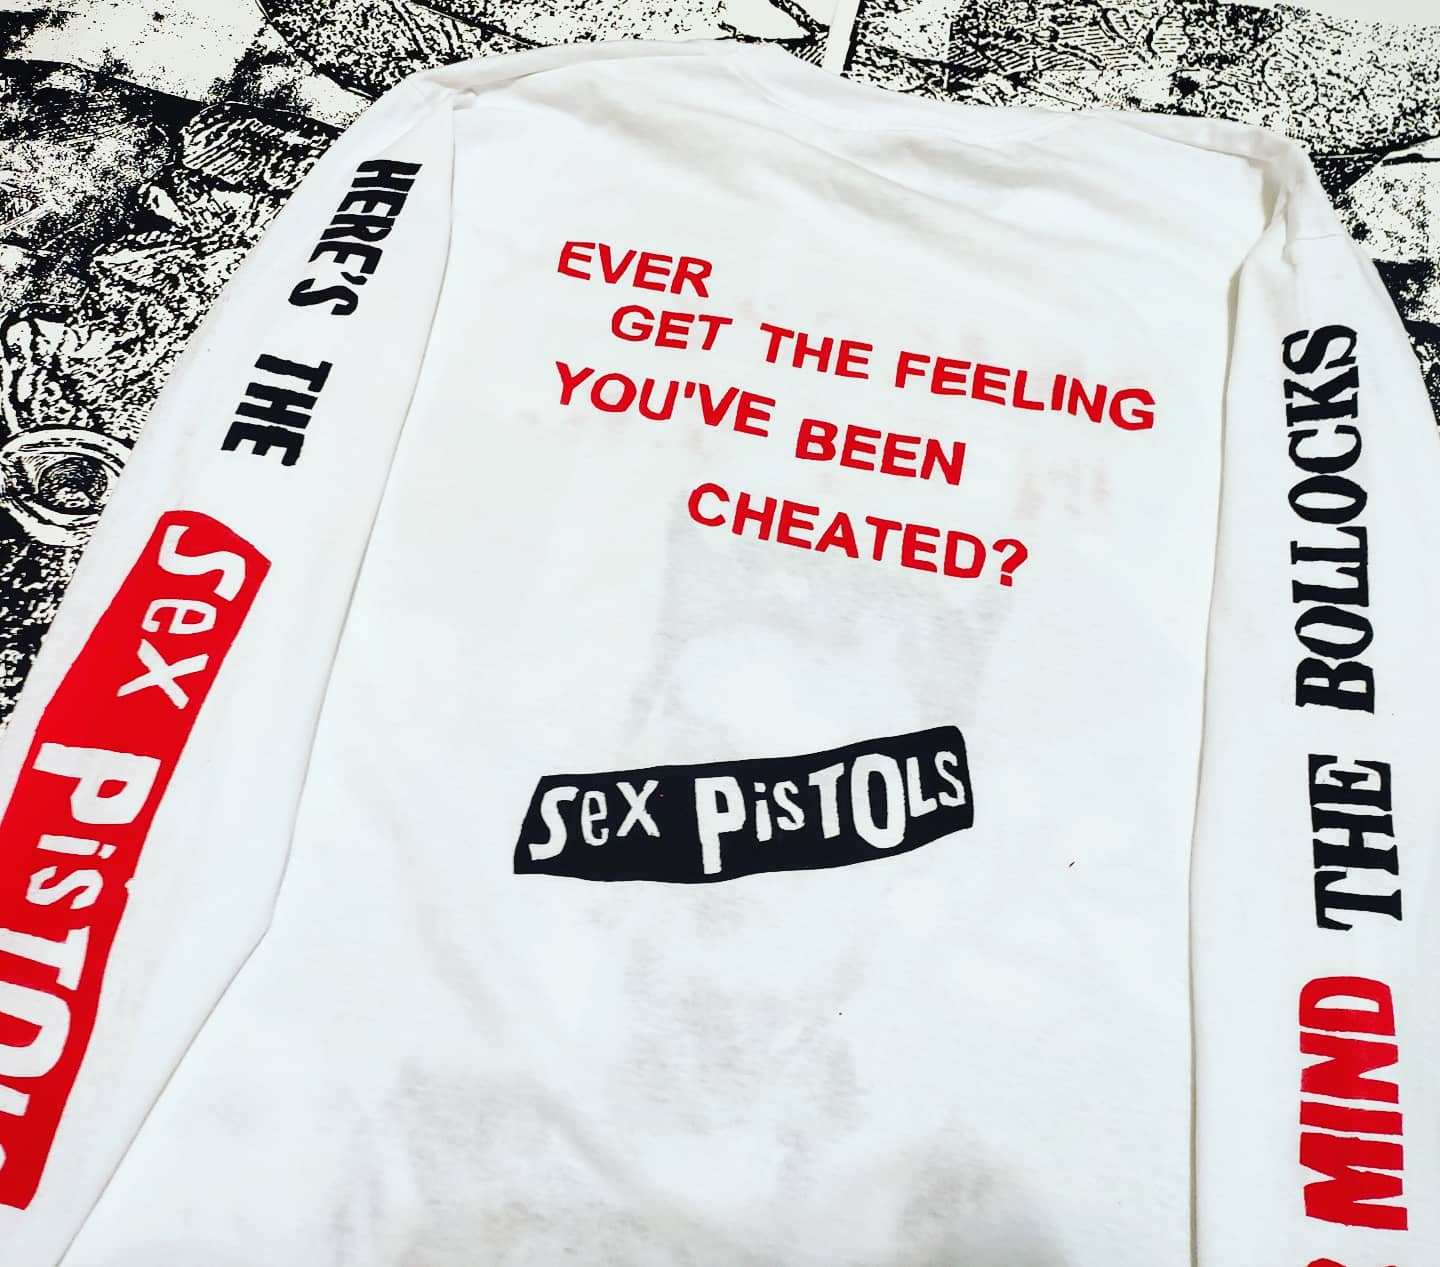 HERE'S THE
Sex PisTOLs
EVER
GET THE FEELING
YOU'VE BEEN
CHEATED?
Sex PisTOLs
MIND THE BOLLOCKS